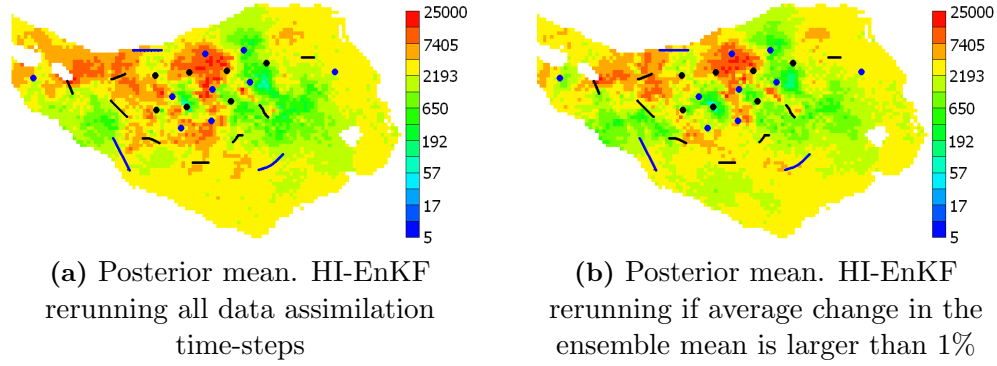 25000
7405
2193
650
192
57
17
5
25000
7405
2193
650
192
57
17
5
(a) Posterior mean. HI-EnKF
rerunning all data assimilation
time-steps
(b) Posterior mean. HI-EnKF
rerunning if average change in the
ensemble mean is larger than 1%